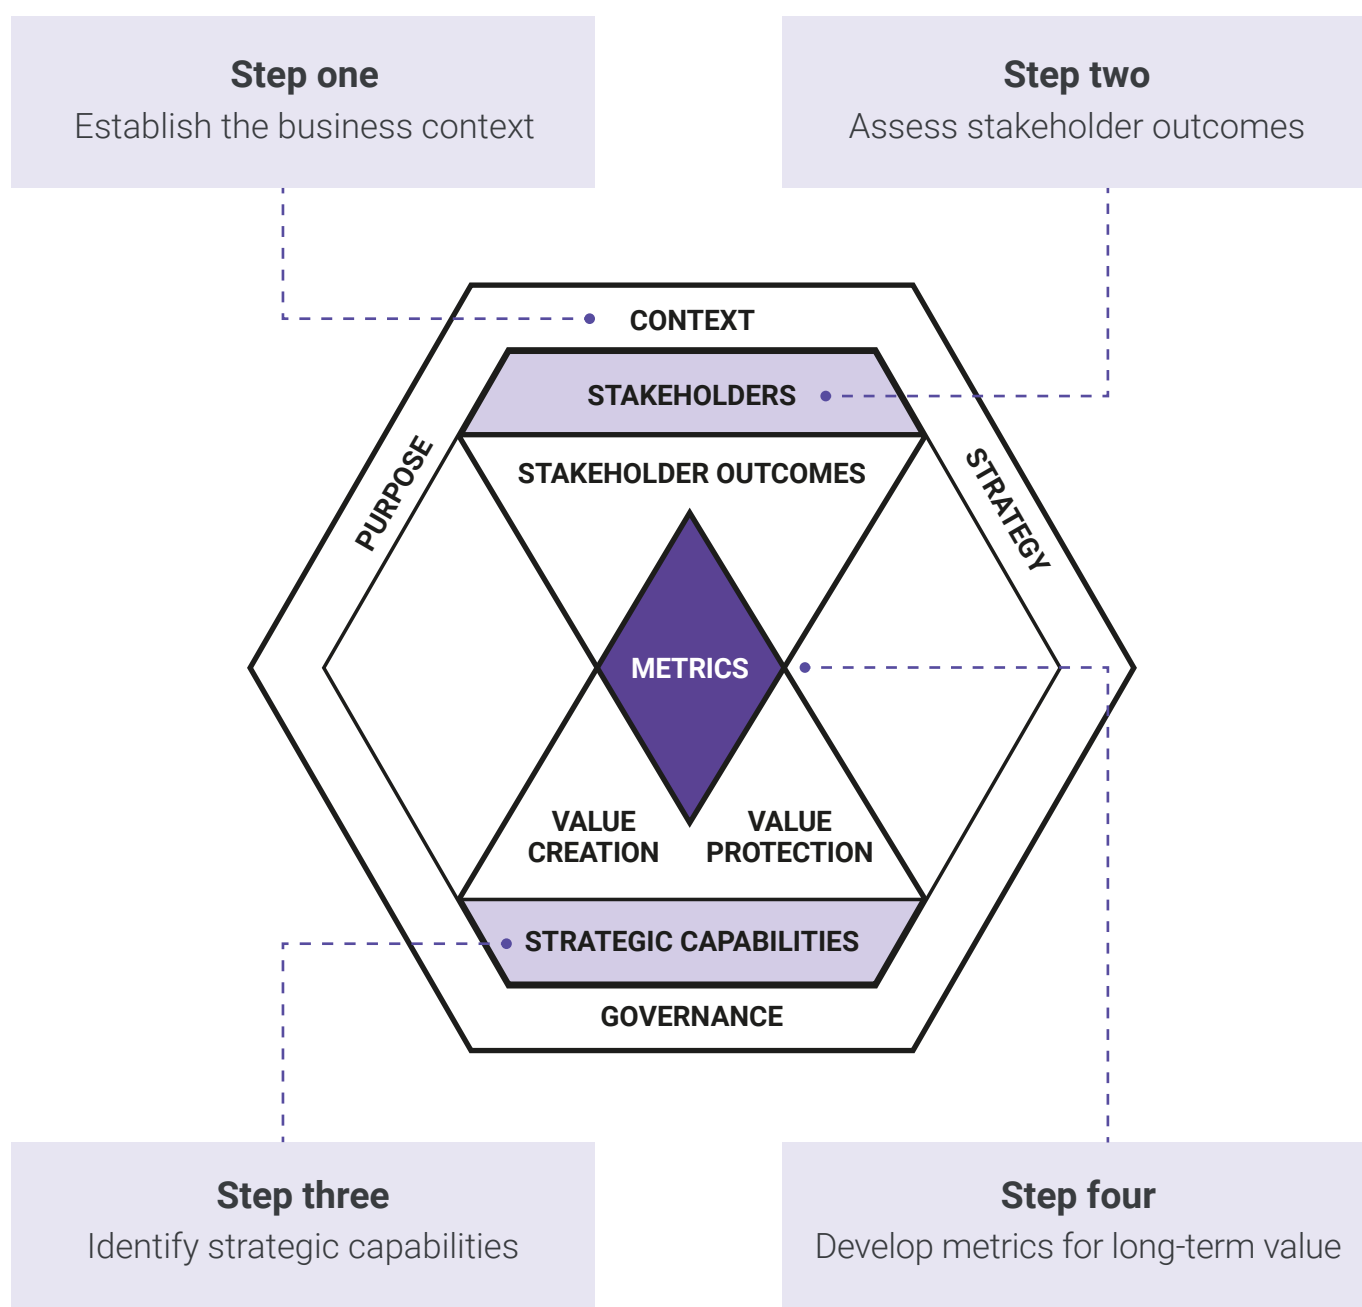 Step one
Establish the business context
Step two
Assess stakeholder outcomes
CONTEXT
STAKEHOLDERS
PURPOSE
STRATEGY
STAKEHOLDER OUTCOMES
METRICS
VALUE
CREATION
VALUE
PROTECTION
STRATEGIC CAPABILITIES
GOVERNANCE
Step three
Identify strategic capabilities
Step four
Develop metrics for long-term value